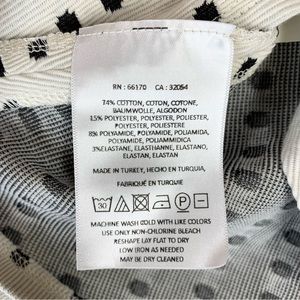 RN : 66170 CA : 32054
74% COTTON, COTON, COTONE,
BAUMWOLLE, ALGODON
15% POLYESTER, POLYESTER, POLIESTER,
POLYESTER, POLIESTERE
8% POLYAMIDE, POLYAMIDE, POLIAMIDA,
POLYAMID, POLIAMMIDICA
3% ELASTANE, ELASTHANNE, ELASTANO,
ELASTAN, ELASTAN
MADE IN TURKEY, HECHO EN TURQUIA,
FABRIQUÉ EN TURQUIE
30
MACHINE WASH COLD WITH LIKE COLORS
USE ONLY NON-CHLORINE BLEACH
RESHAPE LAY FLAT TO DRY
LOW IRON AS NEEDED
MAY BE DRY CLEANED